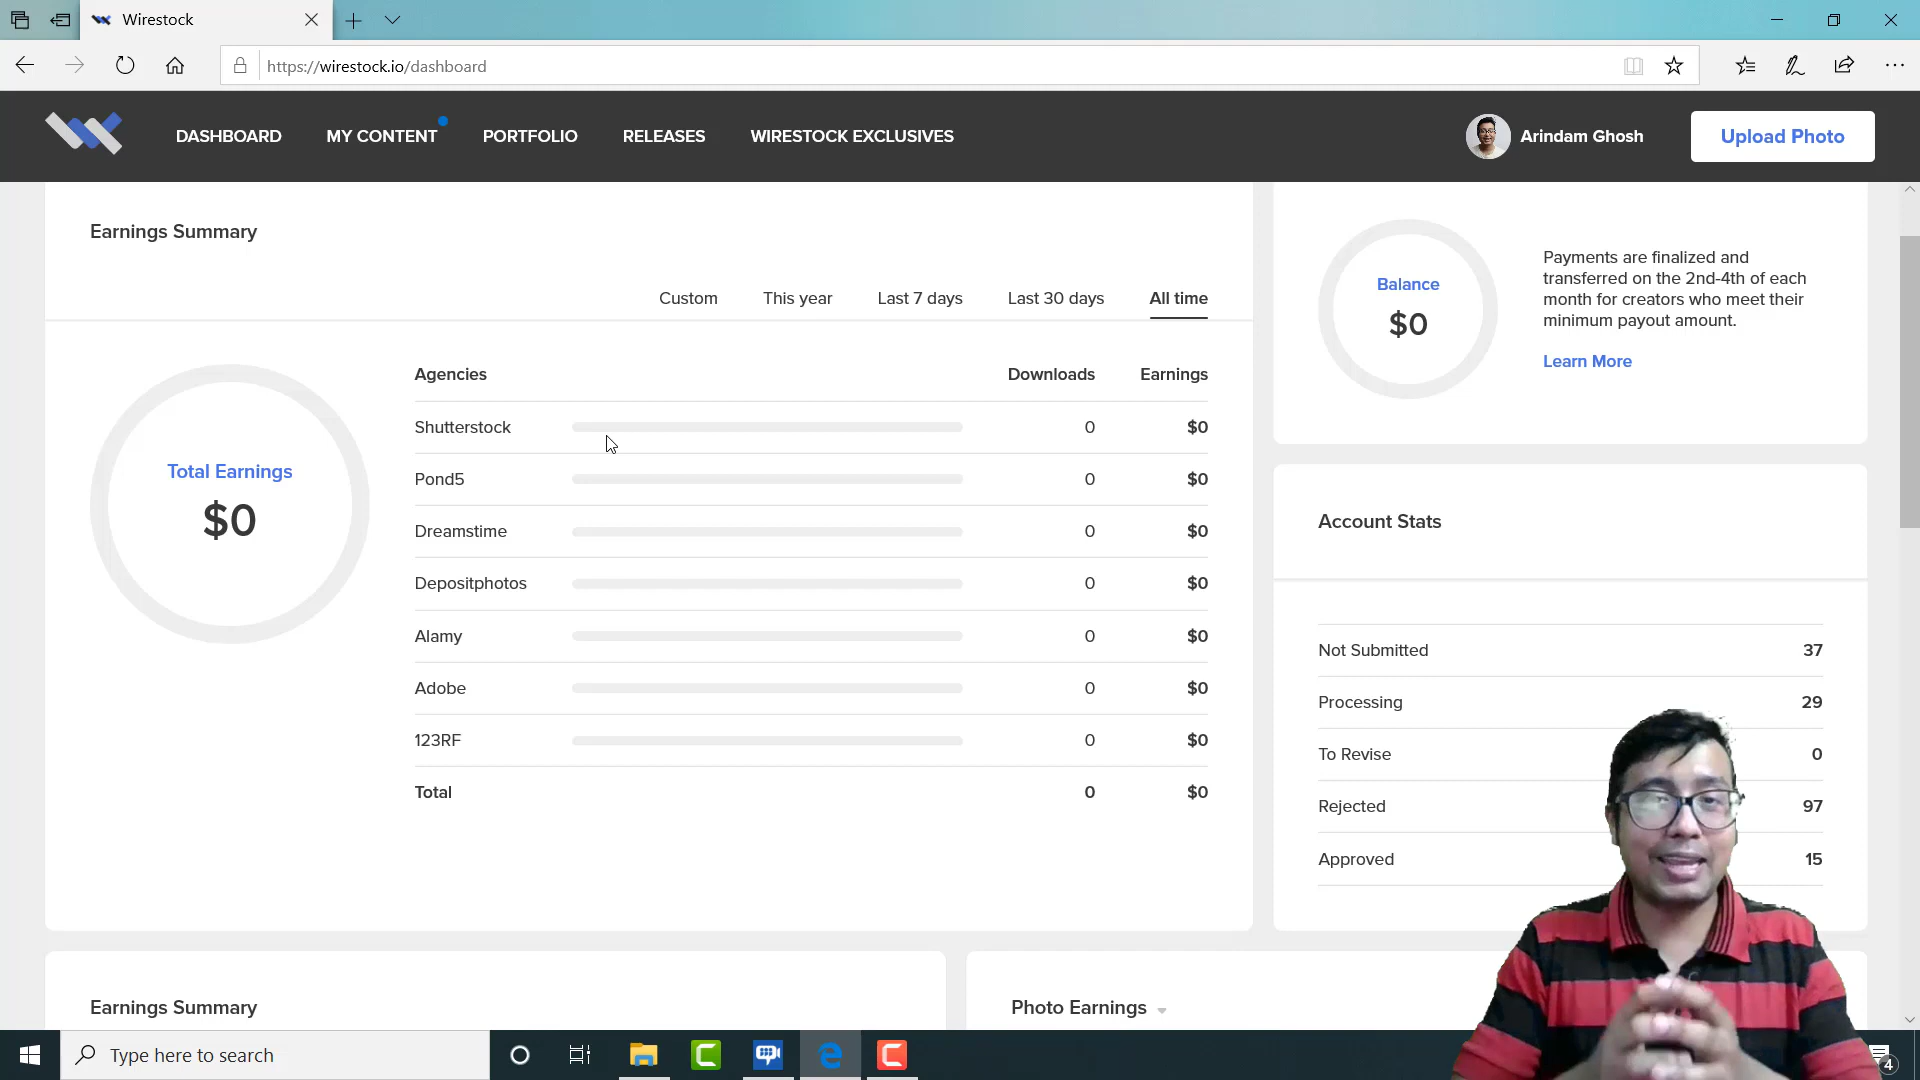 Wirestock
https://wirestock.io/dashboard
DASHBOARD
MY CONTENT
PORTFOLIO
RELEASES
WIRESTOCK EXCLUSIVES
Arindam Ghosh
Upload Photo
Earnings Summary
Custom
This year
Last 7 days
Last 30 days
All time
Total Earnings
$0
Agencies Downloads Earnings
Shutterstock 0 $0
Pond5 0 $0
Dreamstime 0 $0
Depositphotos 0 $0
Alamy 0 $0
Adobe 0 $0
123RF 0 $0
Total 0 $0
Balance
$0
Payments are finalized and
transferred on the 2nd-4th of each
month for creators who meet their
minimum payout amount.
Learn More
Account Stats
Not Submitted 37
Processing 29
To Revise 0
Rejected 97
Approved 15
Earnings Summary
Photo Earnings
Type here to search
4